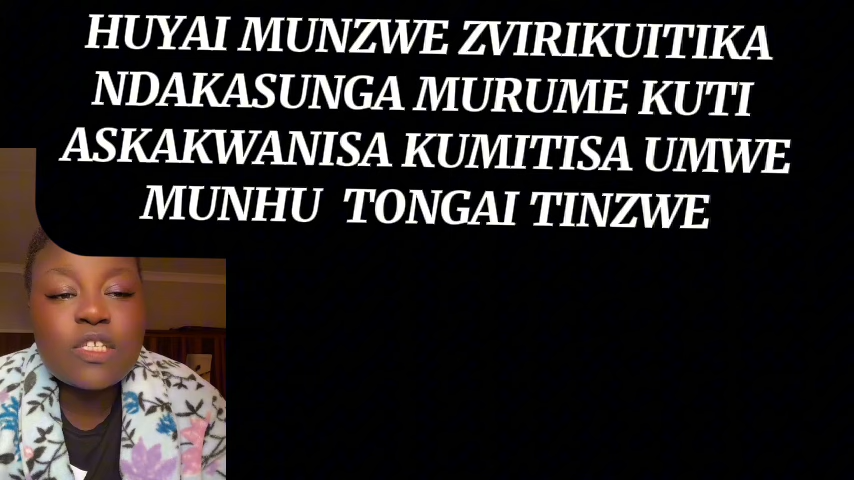 HUYAI MUNZWE ZVIRIKUITIKA
NDAKASUNGA MURUME KUTI
ASKAKWANISA KUMITISA UMWE
MUNHU TONGAI TINZWE